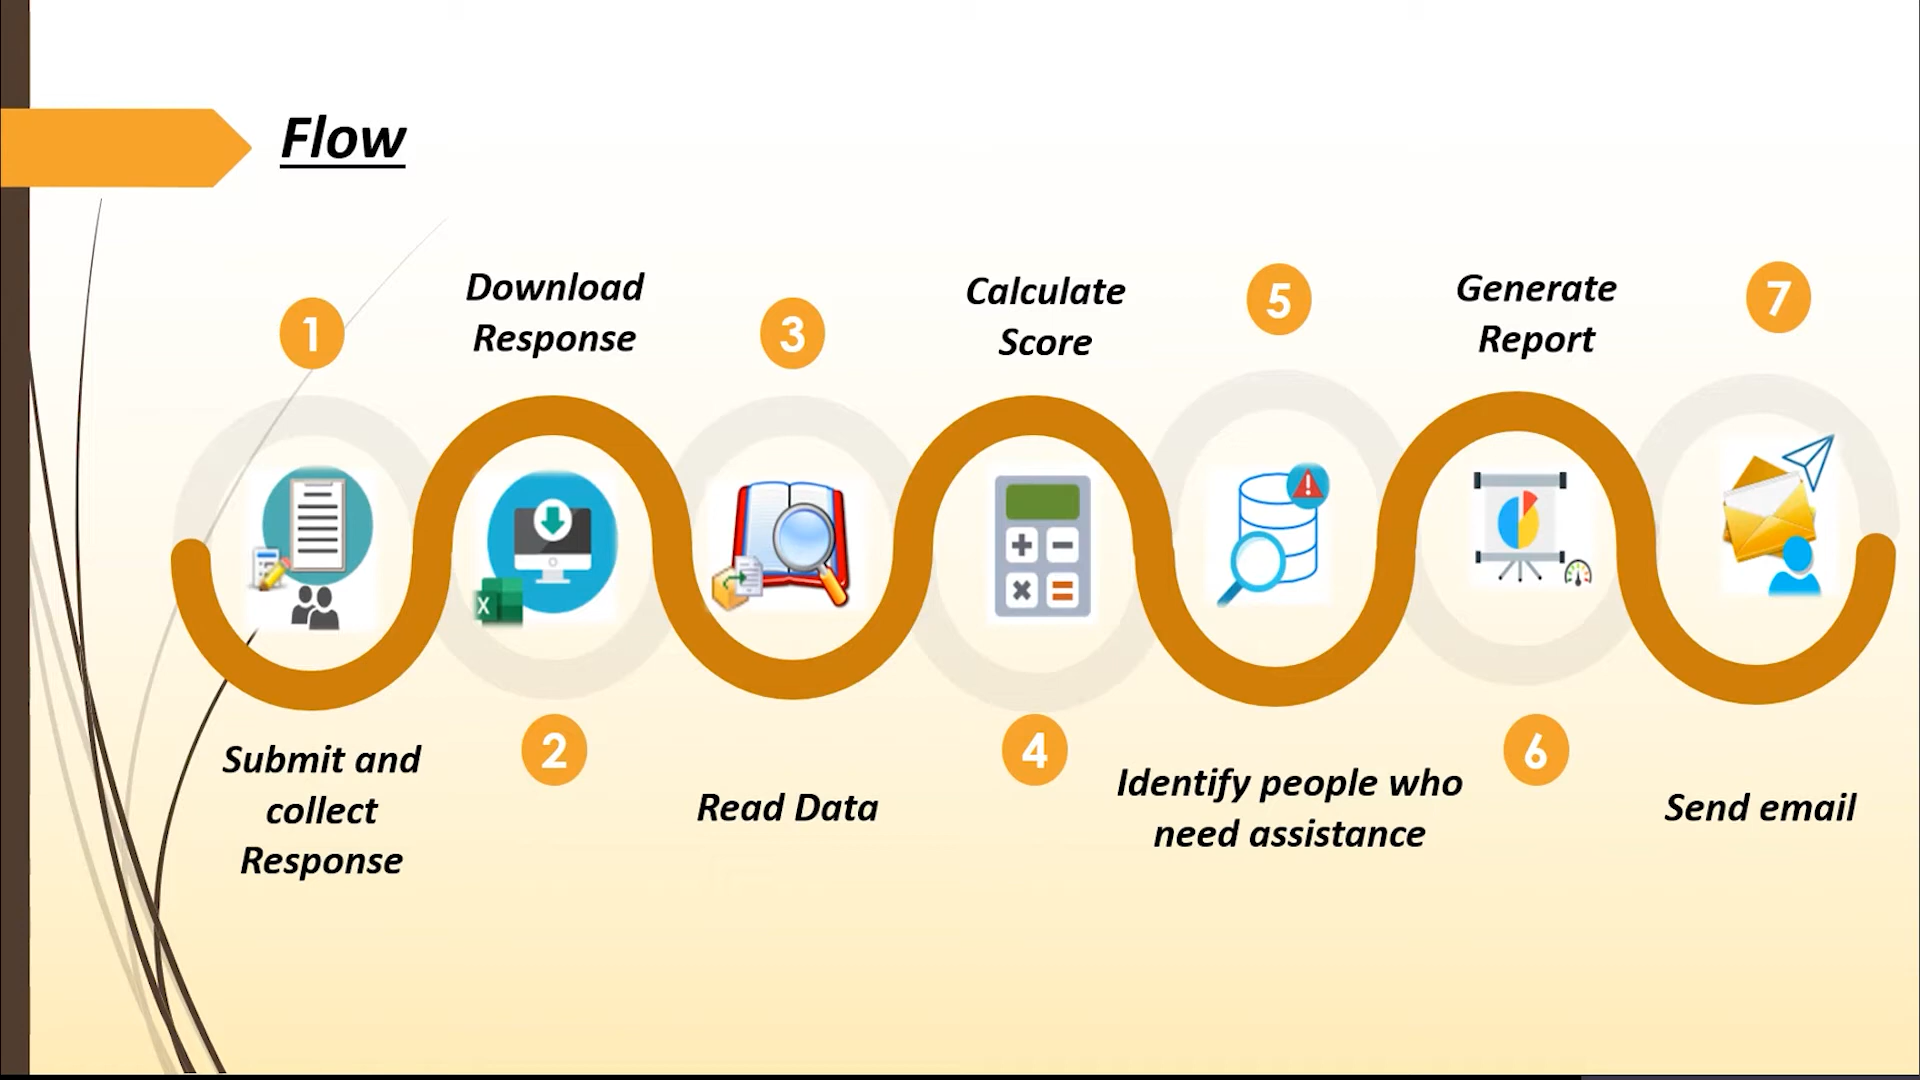 Flow
1
Submit and
collect
Response
Download
Response
2
3
Read Data
Calculate
Score
4
5
Identify people who
need assistance
Generate
Report
6
7
Send email
X